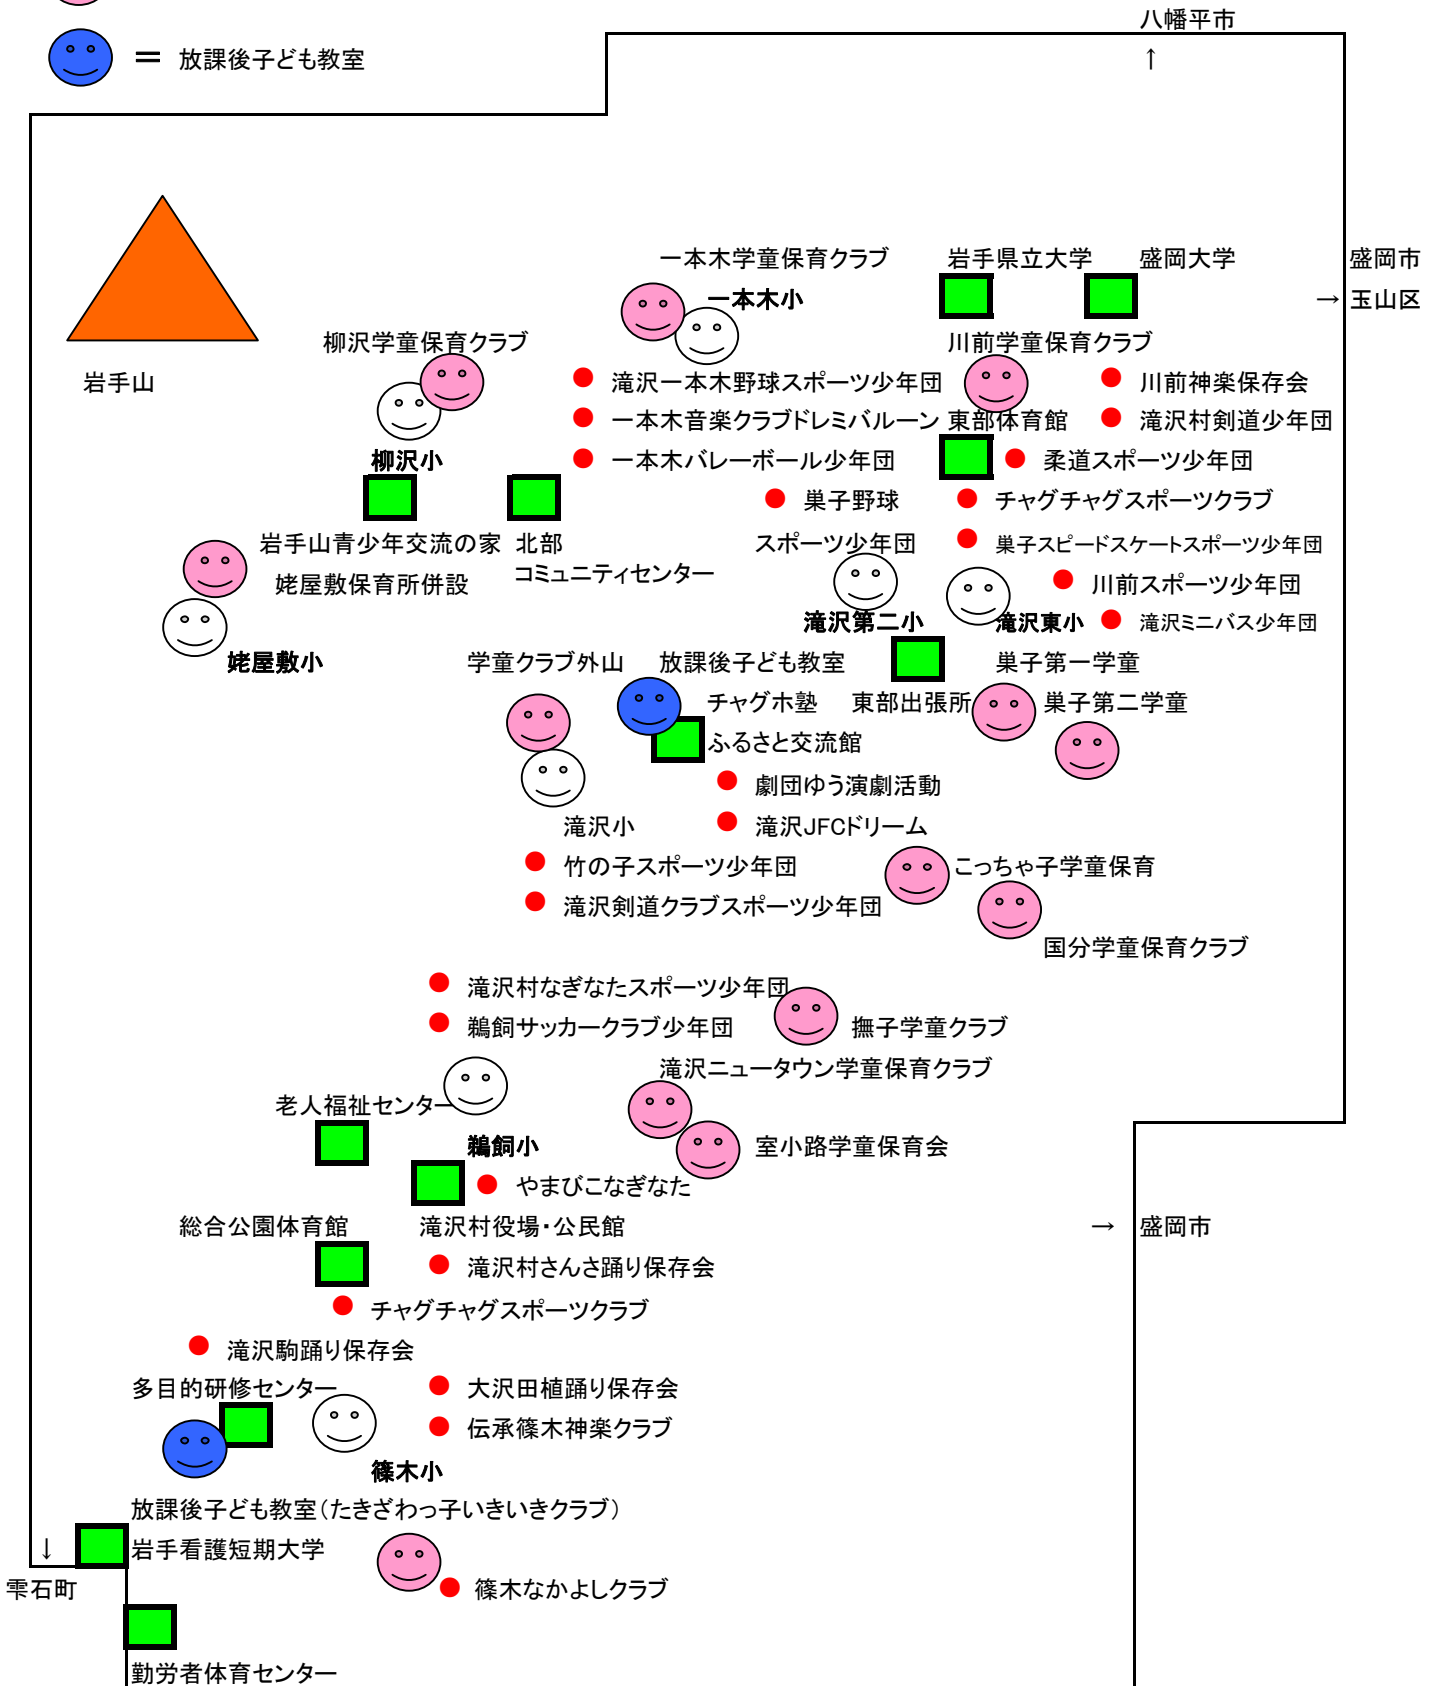 八幡平市
↑
＝ 放課後子ども教室
一本木学童保育クラブ 岩手県立大学 盛岡大学 盛岡市
一本木小 → 玉山区
柳沢学童保育クラブ 川前学童保育クラブ
岩手山 ● 滝沢一本木野球スポーツ少年団 ● 川前神楽保存会
● 一本木音楽クラブドレミバルーン 東部体育館 ● 滝沢村剣道少年団
柳沢小 ● 一本木バレーボール少年団 ● 柔道スポーツ少年団
● 巣子野球 ● チャグチャグスポーツクラブ
岩手山青少年交流の家 北部 スポーツ少年団 ● 巣子スピードスケートスポーツ少年団
姥屋敷保育所併設 コミュニティセンター ● 川前スポーツ少年団
滝沢第二小 滝沢東小 ● 滝沢ミニバス少年団
姥屋敷小 学童クラブ外山 放課後子ども教室 巣子第一学童
チャグホ塾 東部出張所 巣子第二学童
ふるさと交流館
● 劇団ゆう演劇活動
滝沢小 ● 滝沢JFCドリーム
● 竹の子スポーツ少年団 こっちゃ子学童保育
● 滝沢剣道クラブスポーツ少年団
国分学童保育クラブ
● 滝沢村なぎなたスポーツ少年団
● 鵜飼サッカークラブ少年団 撫子学童クラブ
滝沢ニュータウン学童保育クラブ
老人福祉センター
鵜飼小 室小路学童保育会
● やまびこなぎなた
総合公園体育館 滝沢村役場・公民館 → 盛岡市
● 滝沢村さんさ踊り保存会
● チャグチャグスポーツクラブ
● 滝沢駒踊り保存会
多目的研修センター ● 大沢田植踊り保存会
● 伝承篠木神楽クラブ
篠木小
放課後子ども教室（たきざわっ子いきいきクラブ）
↓ 岩手看護短期大学
雫石町 ● 篠木なかよしクラブ
勤労者体育センター